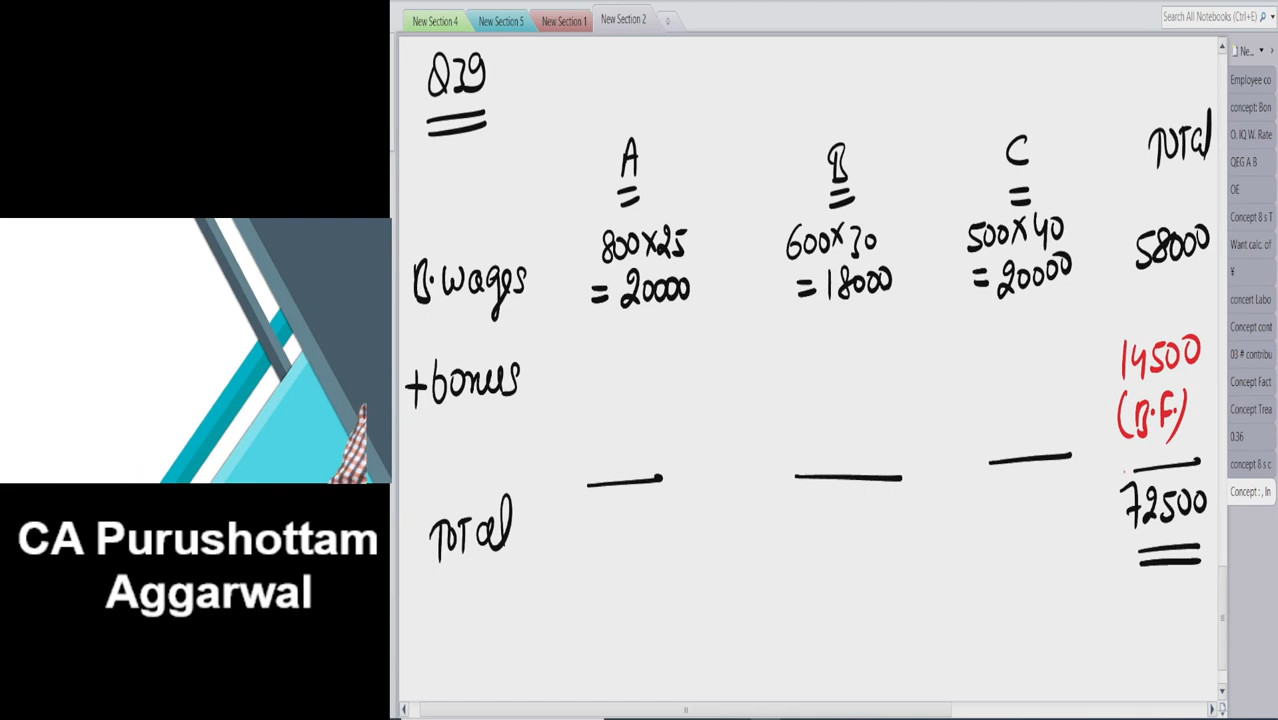 New Section 4
New Section 5
New Section 1
New Section 2
Search All Notebooks (Ctrl+E)
Q39
A
B
C
Total
B.wages
800×25
= 20000
600×30
= 18000
500×40
= 20000
58000
+bonus
14500
(B.F.)
Total
72500
CA Purushottam
Aggarwal
Ne...
Employee co
concept: Bon
O. IQ W. Rate
QEG A B
OE
Concept 8 s T
Want calc. of
¥
concert Labo
Concept cont
03 # contribu
Concept Fact
Concept Trea
0.36
concept 8 s c
Concept : , In